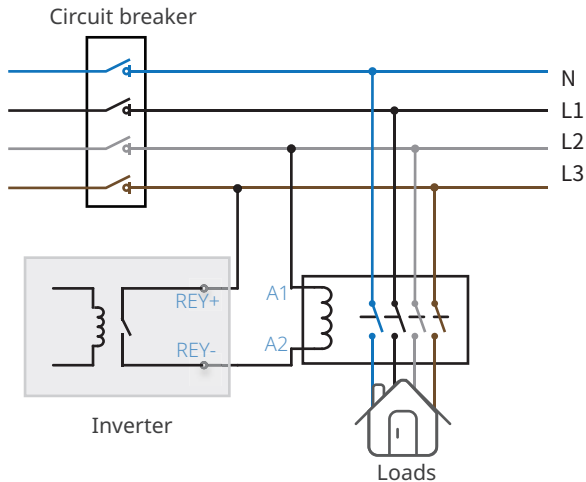 Circuit breaker
N
L1
L2
L3
REY+
A1
REY-
A2
Inverter
Loads